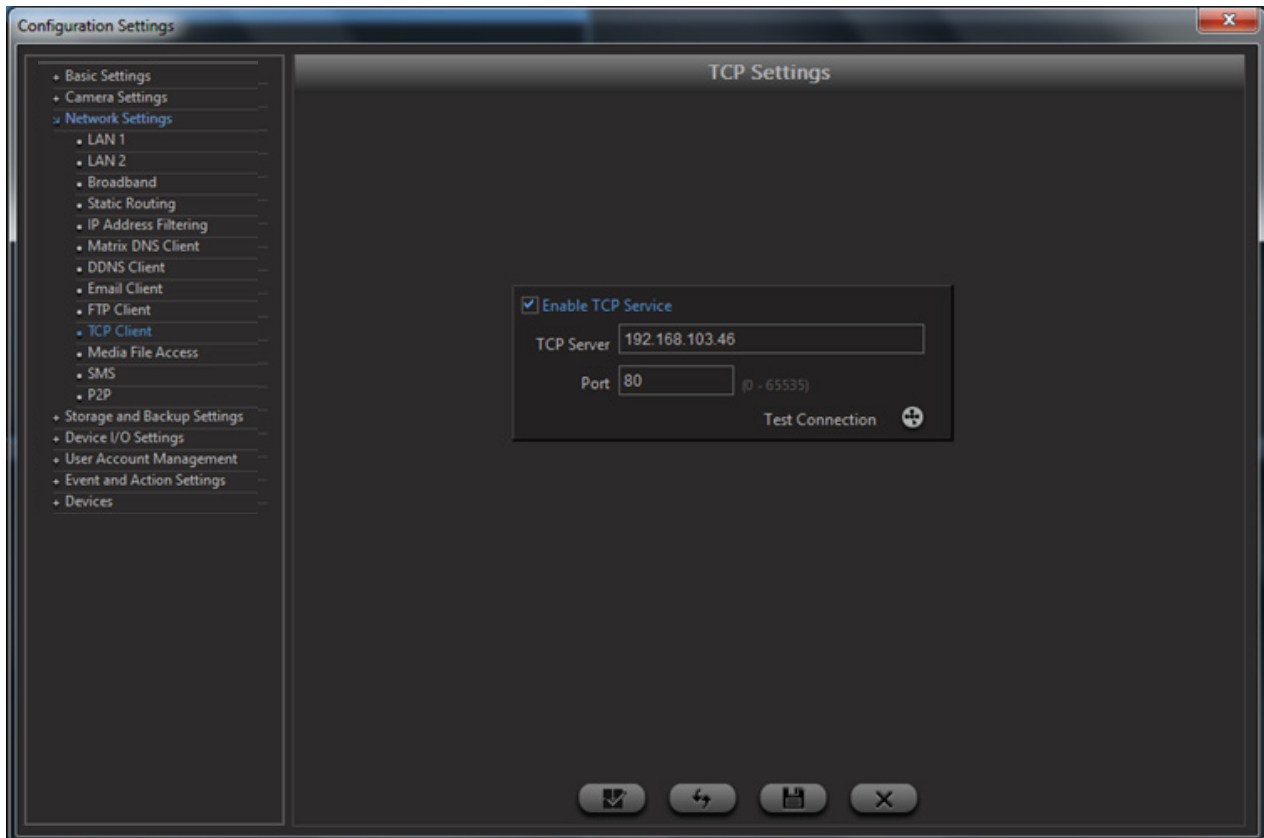 Configuration Settings
+ Basic Settings
+ Camera Settings
Network Settings
• LAN 1
• LAN 2
• Broadband
• Static Routing
• IP Address Filtering
• Matrix DNS Client
• DDNS Client
• Email Client
• FTP Client
• TCP Client
• Media File Access
• SMS
• P2P
+ Storage and Backup Settings
+ Device I/O Settings
+ User Account Management
+ Event and Action Settings
+ Devices
TCP Settings
Enable TCP Service
TCP Server 192.168.103.46
Port 80 (0 - 65535)
Test Connection